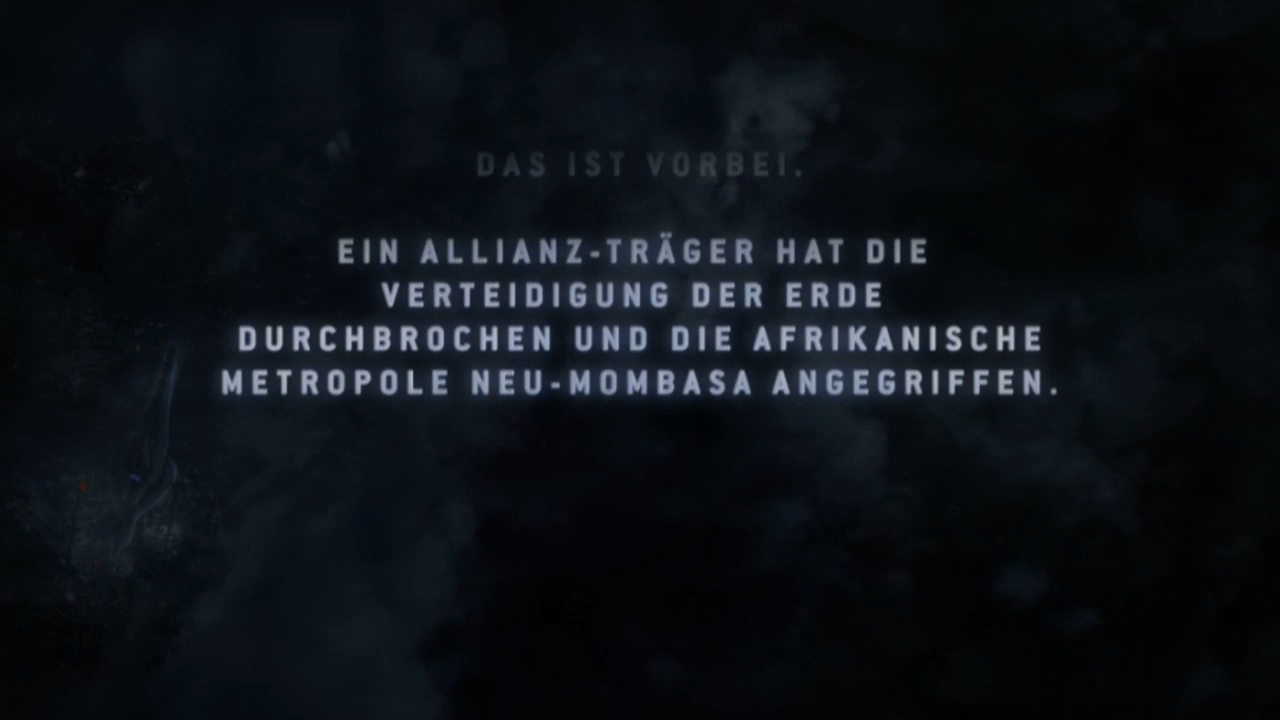 DAS IST VORBEI.
EIN ALLIANZ-TRÄGER HAT DIE
VERTEIDIGUNG DER ERDE
DURCHBROCHEN UND DIE AFRIKANISCHE
METROPOLE NEU-MOMBASA ANGEGRIFFEN.